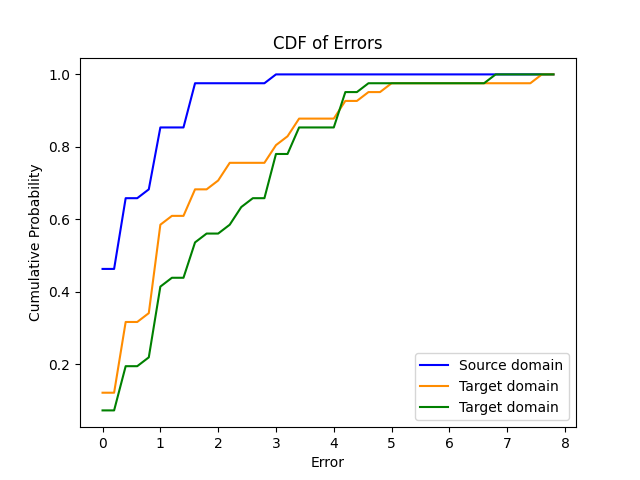 CDF of Errors
Cumulative Probability
1.0
0.8
0.6
0.4
0.2
0 1 2 3 4 5 6 7 8
Error
Source domain
Target domain
Target domain